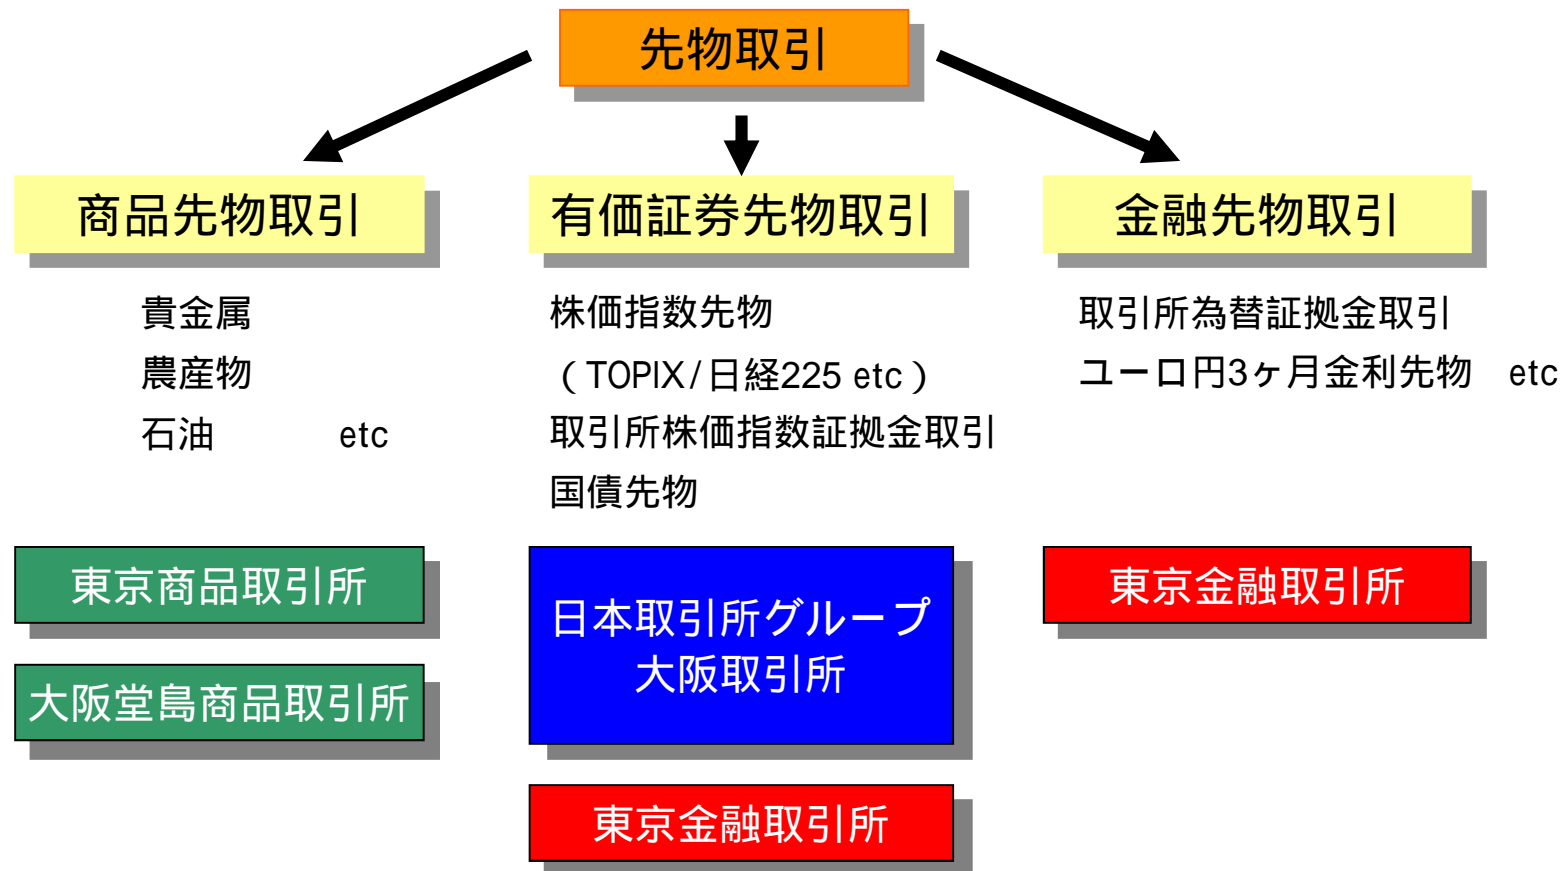 先物取引
商品先物取引
貴金属
農産物
石油　etc
東京商品取引所
大阪堂島商品取引所
有価証券先物取引
株価指数先物
（TOPIX/日経225 etc）
取引所株価指数証拠金取引
国債先物
日本取引所グループ
大阪取引所
東京金融取引所
金融先物取引
取引所為替証拠金取引
ユーロ円3ヶ月金利先物　etc
東京金融取引所